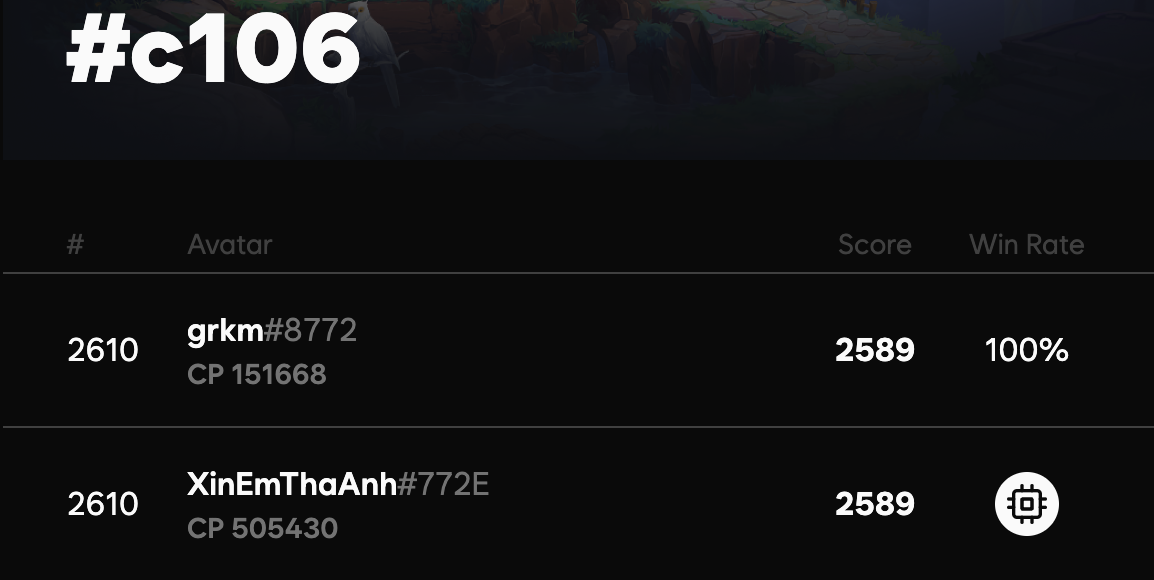 #c106
# Avatar Score Win Rate
grkm#8772
2610 2589 100%
CP 151668
XinEmThaAnh#772E
2610 2589
CP 505430